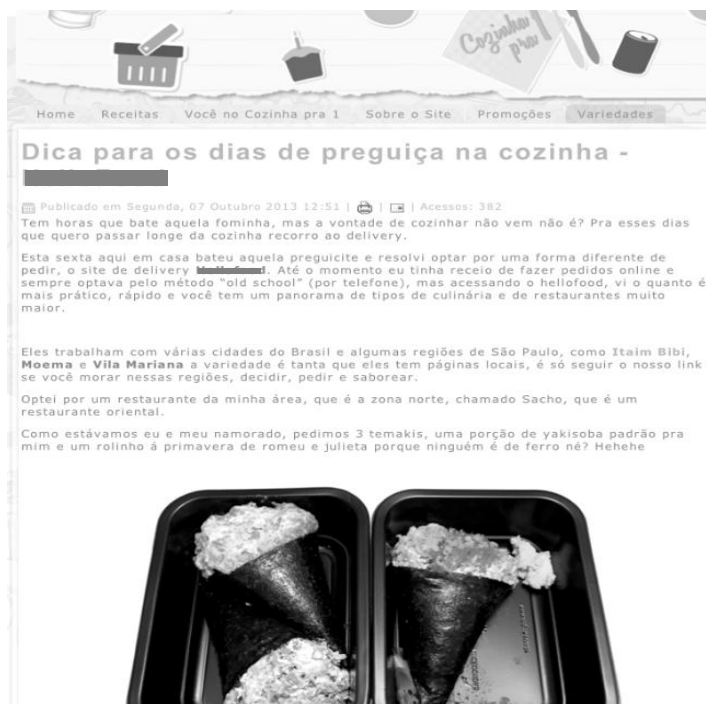 Cozinha
pra 1
Home Receitas Você no Cozinha pra 1 Sobre o Site Promoções Variedades
Dica para os dias de preguiça na cozinha -
Publicado em Segunda, 07 Outubro 2013 12:51 | | | Acessos: 382
Tem horas que bate aquela fominha, mas a vontade de cozinhar não vem não é? Pra esses dias
que quero passar longe da cozinha recorro ao delivery.
Esta sexta aqui em casa bateu aquela preguicite e resolvi optar por uma forma diferente de
pedir, o site de delivery . Até o momento eu tinha receio de fazer pedidos online e
sempre optava pelo método “old school” (por telefone), mas acessando o hellofood, vi o quanto é
mais prático, rápido e você tem um panorama de tipos de culinária e de restaurantes muito
maior.
Eles trabalham com várias cidades do Brasil e algumas regiões de São Paulo, como Itaim Bibi,
Moema e Vila Mariana a variedade é tanta que eles tem páginas locais, é só seguir o nosso link
se você morar nessas regiões, decidir, pedir e saborear.
Optei por um restaurante da minha área, que é a zona norte, chamado Sacho, que é um
restaurante oriental.
Como estávamos eu e meu namorado, pedimos 3 temakis, uma porção de yakisoba padrão pra
mim e um rolinho á primavera de romeu e julieta porque ninguém é de ferro né? Hehehe